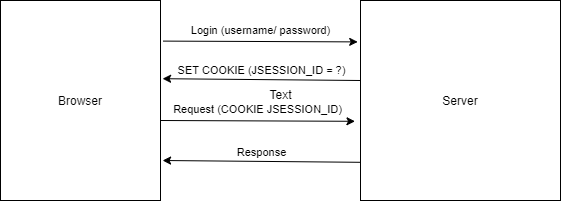 Login (username/ password)
SET COOKIE (JSESSION_ID = ?)
Text
Browser
Server
Request (COOKIE JSESSION_ID)
Response